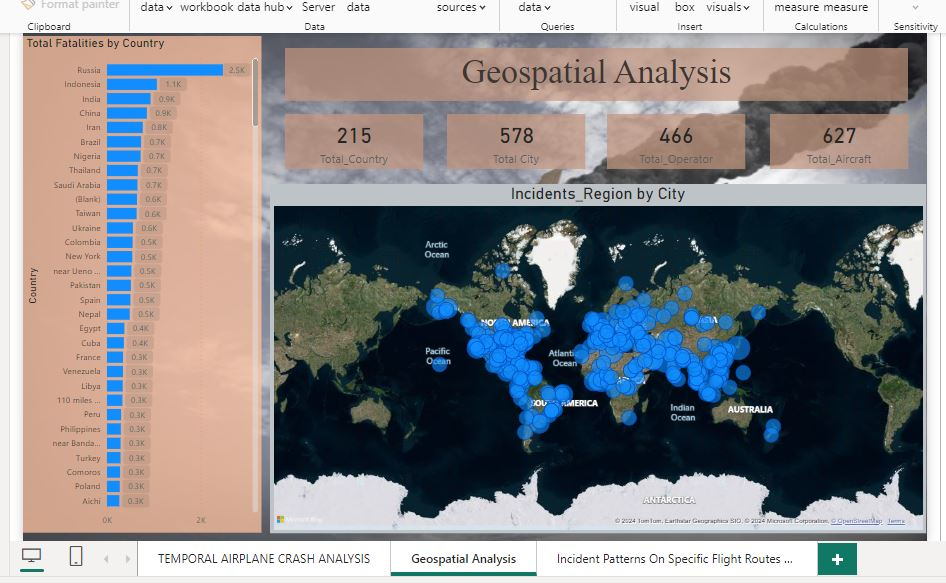 Format painter
data
workbook
data hub
Server
data
sources
data
visual
box
visuals
measure
measure
Clipboard
Data
Queries
Insert
Calculations
Sensitivity
Total Fatalities by Country
Country
Russia 2.5K
Indonesia 1.1K
India 0.9K
China 0.9K
Iran 0.8K
Brazil 0.7K
Nigeria 0.7K
Thailand 0.7K
Saudi Arabia 0.7K
(Blank) 0.6K
Taiwan 0.6K
Ukraine 0.6K
Colombia 0.5K
New York 0.5K
near Ueno ... 0.5K
Pakistan 0.5K
Spain 0.5K
Nepal 0.5K
Egypt 0.4K
Cuba 0.4K
France 0.3K
Venezuela 0.3K
Libya 0.3K
110 miles ... 0.3K
Peru 0.3K
Philippines 0.3K
near Banda... 0.3K
Turkey 0.3K
Comoros 0.3K
Poland 0.3K
Aichi 0.3K
0K 2K
Geospatial Analysis
215
Total_Country
578
Total City
466
Total_Operator
627
Total_Aircraft
Incidents_Region by City
Arctic
Ocean
AMERICA
Pacific
Ocean
Ocean
AMERICA
Indian
Ocean
AUSTRALIA
ANTARCTICA
© 2024 TomTom, Earthstar Geographics SIO, © 2024 Microsoft Corporation, © OpenStreetMap Terms
TEMPORAL AIRPLANE CRASH ANALYSIS
Geospatial Analysis
Incident Patterns On Specific Flight Routes ...
+